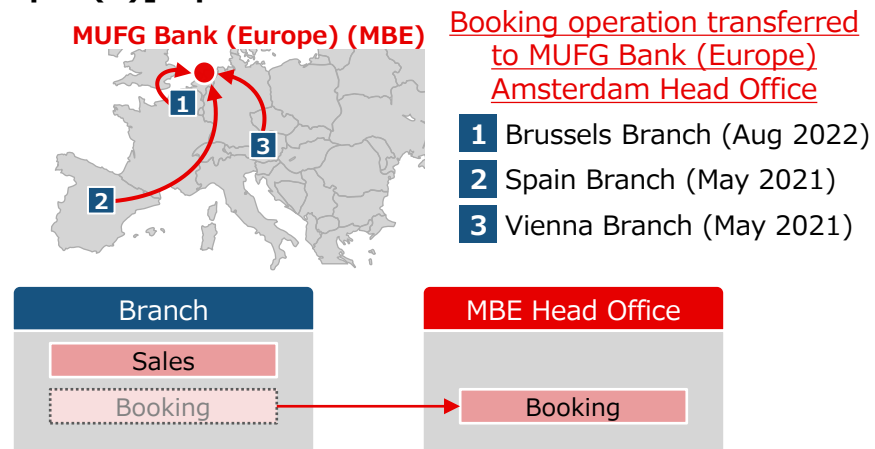 MUFG Bank (Europe) (MBE)
Booking operation transferred
to MUFG Bank (Europe)
Amsterdam Head Office
1
2
3
1 Brussels Branch (Aug 2022)
2 Spain Branch (May 2021)
3 Vienna Branch (May 2021)
Branch
Sales
Booking
MBE Head Office
Booking